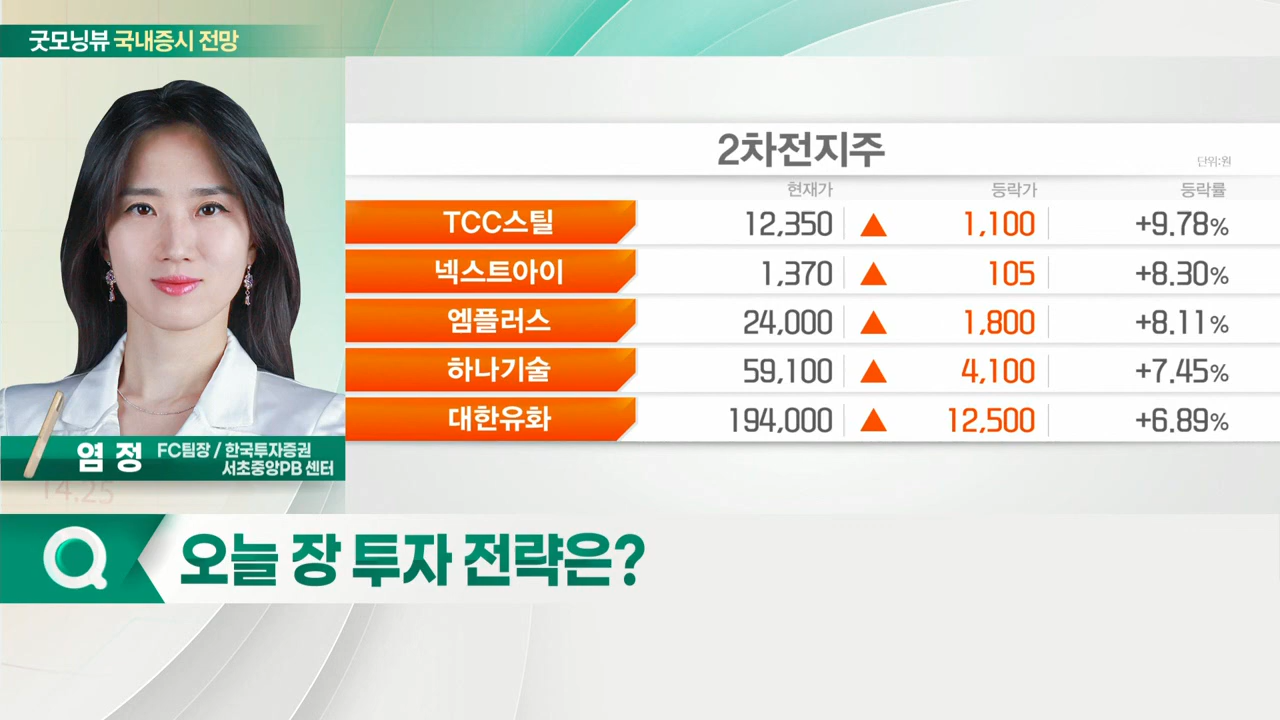 굿모닝뷰 국내증시 전망
2차전지주
단위:원
현재가 등락가 등락률
TCC스틸 12,350 ▲ 1,100 +9.78%
넥스트아이 1,370 ▲ 105 +8.30%
엠플러스 24,000 ▲ 1,800 +8.11%
하나기술 59,100 ▲ 4,100 +7.45%
대한유화 194,000 ▲ 12,500 +6.89%
염 정 FC팀장 / 한국투자증권
서초중앙PB 센터
14.25
Q 오늘 장 투자 전략은?